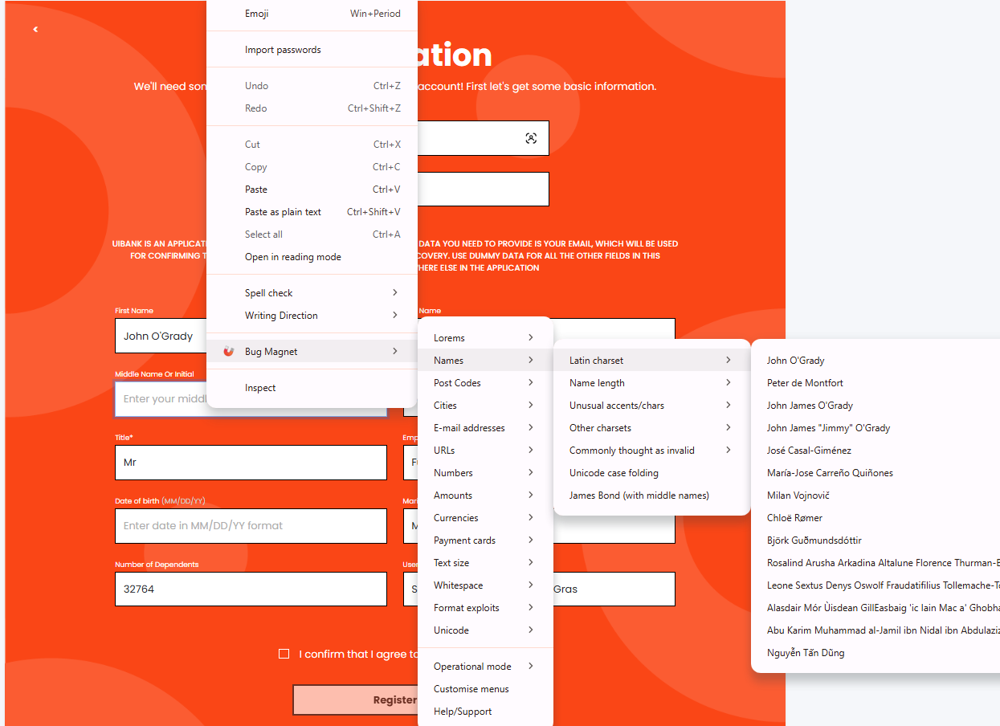 Emoji Win+Period
Import passwords
Undo Ctrl+Z
Redo Ctrl+Shift+Z
Cut Ctrl+X
Copy Ctrl+C
Paste Ctrl+V
Paste as plain text Ctrl+Shift+V
Select all Ctrl+A
Open in reading mode
Spell check
Writing Direction
Bug Magnet
Inspect
Lorems
Names
Post Codes
Cities
E-mail addresses
URLs
Numbers
Amounts
Currencies
Payment cards
Text size
Whitespace
Format exploits
Unicode
Operational mode
Customise menus
Help/Support
Latin charset
Name length
Unusual accents/chars
Other charsets
Commonly thought as invalid
Unicode case folding
James Bond (with middle names)
John O'Grady
Peter de Montfort
John James O'Grady
John James "Jimmy" O'Grady
José Casal-Giménez
María-Jose Carreño Quiñones
Milan Vojnovič
Chloë Rømer
Björk Guðmundsdóttir
Rosalind Arusha Arkadina Altalune Florence Thurman-
Leone Sextus Denys Oswolf Fraudatifilius Tollemache-
Alasdair Mór Ùisdean GillEasbaig 'ic Iain Mac a'
Abu Karim Muhammad al-Jamil ibn Nidal ibn
Nguyễn Tấn Dũng
ation
We'll need account! First let's get some basic information.
UIBANK IS AN DATA YOU NEED TO PROVIDE IS YOUR EMAIL, WHICH WILL BE USED
FOR CONFIRMING USE DUMMY DATA FOR ALL THE OTHER FIELDS IN THIS
ELSE IN THE APPLICATION
First Name
John O'Grady
Name
Middle Name Or Initial
Enter your
Title*
Mr
Date of birth (MM/DD/YY)
Enter date in MM/DD/YY format
Number of Dependents
32764
Gras
I confirm that I agree
Register